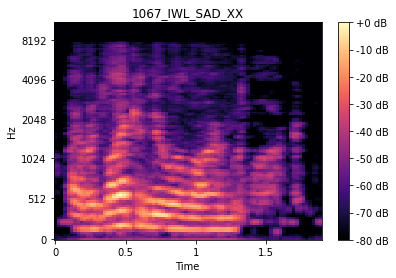 1067_IWL_SAD_XX
8192
4096
2048
1024
512
0
Hz
0
0.5
1
1.5
Time
+0 dB
-10 dB
-20 dB
-30 dB
-40 dB
-50 dB
-60 dB
-70 dB
-80 dB